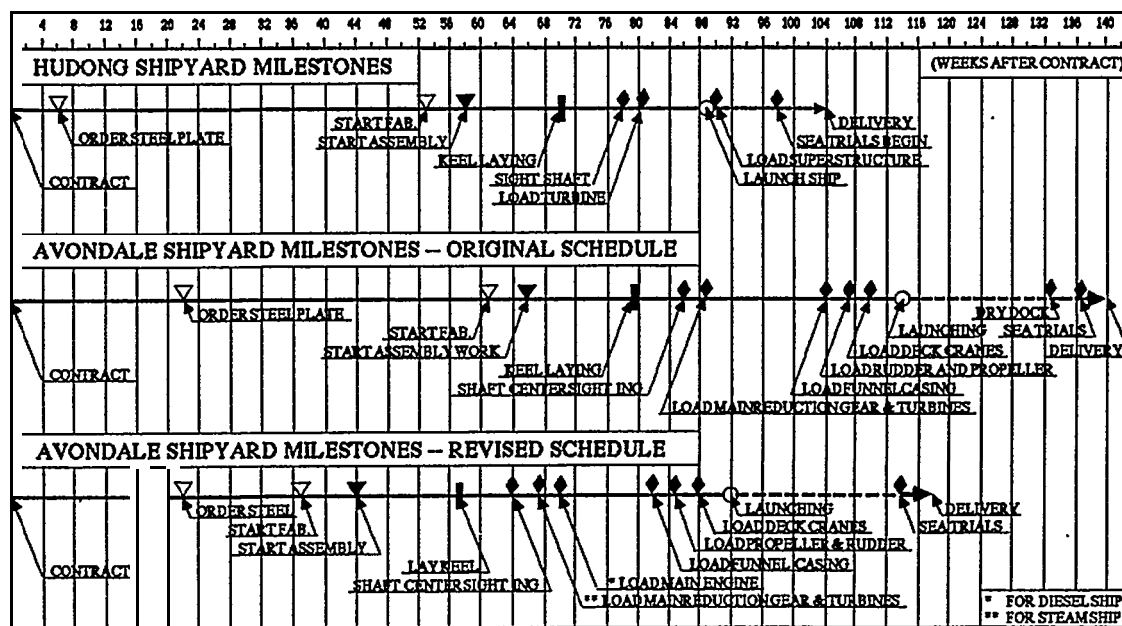 4 8 12 16 20 24 28 32 36 40 44 48 52 56 60 64 68 72 76 80 84 88 92 96 100 104 108 112 116 120 124 128 132 136 140
HUDONG SHIPYARD MILESTONES
(WEEKS AFTER CONTRACT)
ORDER STEEL PLATE
START FAB.
DELIVERY
START ASSEMBLY
SEA TRIALS BEGIN
KEEL LAYING
LOAD SUPERSTRUCTURE
CONTRACT
SIGHT SHAFT
LAUNCH SHIP
LOAD TURBINE
AVONDALE SHIPYARD MILESTONES – ORIGINAL SCHEDULE
ORDER STEEL PLATE
DRY DOCK
START FAB.
LAUNCHING
SEA TRIALS
START ASSEMBLY WORK
LOAD DECK CRANES
DELIVERY
CONTRACT
KEEL LAYING
LOAD RUDDER AND PROPELLER
SHAFT CENTER SIGHT ING
LOAD FUNNEL CASING
LOAD MAIN REDUCTION GEAR & TURBINES
AVONDALE SHIPYARD MILESTONES – REVISED SCHEDULE
ORDER STEEL
LAUNCHING
DELIVERY
START FAB.
LOAD DECK CRANES
SEA TRIALS
START ASSEMBLY
LOAD PROPELLER & RUDDER
CONTRACT
LAY KEEL
LOAD FUNNEL CASING
SHAFT CENTER SIGHT ING
* LOAD MAIN ENGINE
** LOAD MAIN REDUCTION GEAR & TURBINES
* FOR DIESEL SHIP
** FOR STEAM SHIP